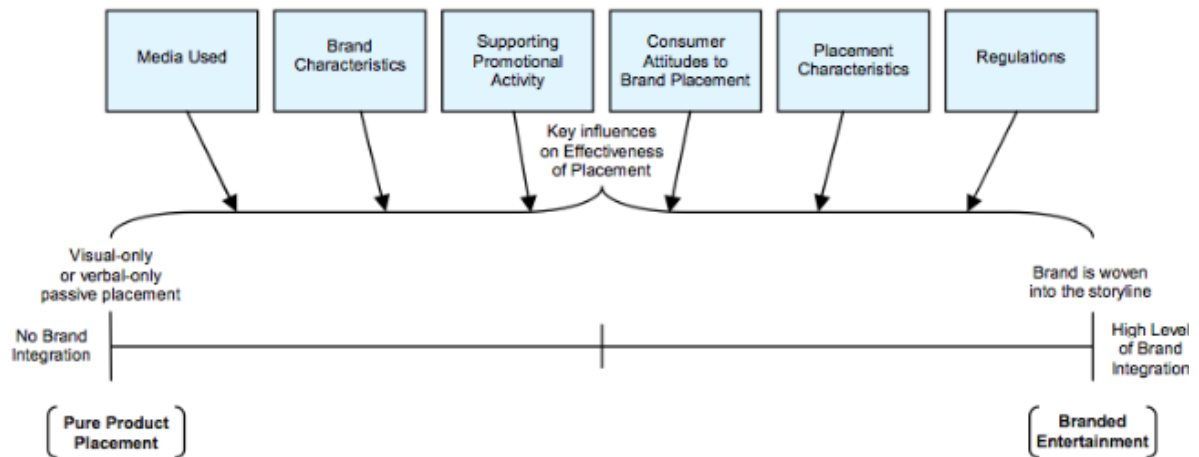 Media Used
Brand
Characteristics
Supporting
Promotional
Activity
Consumer
Attitudes to
Brand Placement
Placement
Characteristics
Regulations
Key influences
on Effectiveness
of Placement
Visual-only
or verbal-only
passive placement
Brand is woven
into the storyline
No Brand
Integration
High Level
of Brand
Integration
Pure Product
Placement
Branded
Entertainment